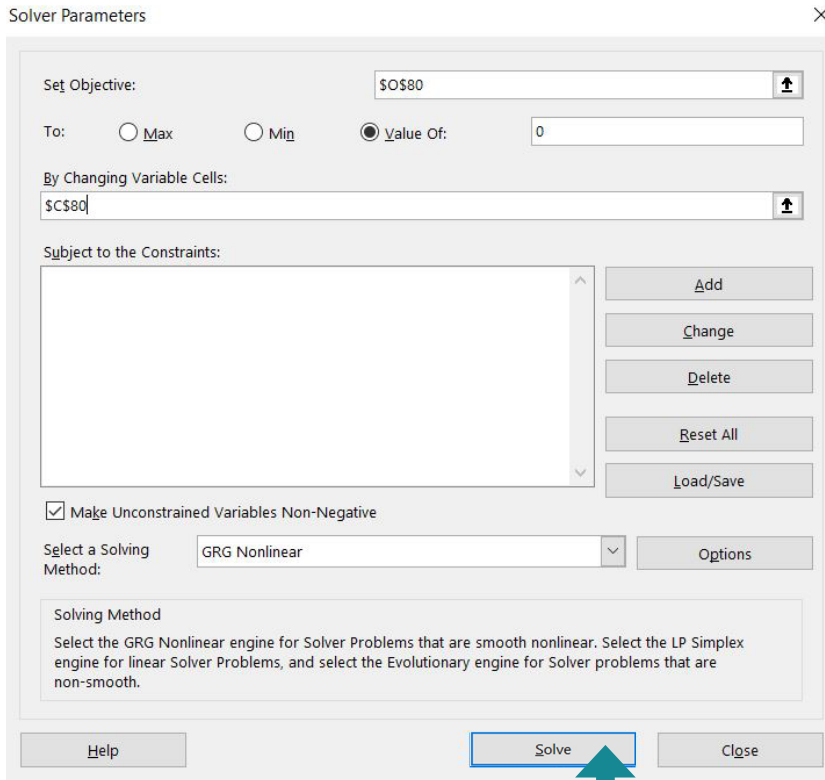 Solver Parameters
Set Objective: $O$80
To: Max Min Value Of: 0
By Changing Variable Cells:
$C$80
Subject to the Constraints:
Add
Change
Delete
Reset All
Load/Save
Make Unconstrained Variables Non-Negative
Select a Solving
Method:
GRG Nonlinear
Options
Solving Method
Select the GRG Nonlinear engine for Solver Problems that are smooth nonlinear. Select the LP Simplex
engine for linear Solver Problems, and select the Evolutionary engine for Solver problems that are
non-smooth.
Help Solve Close